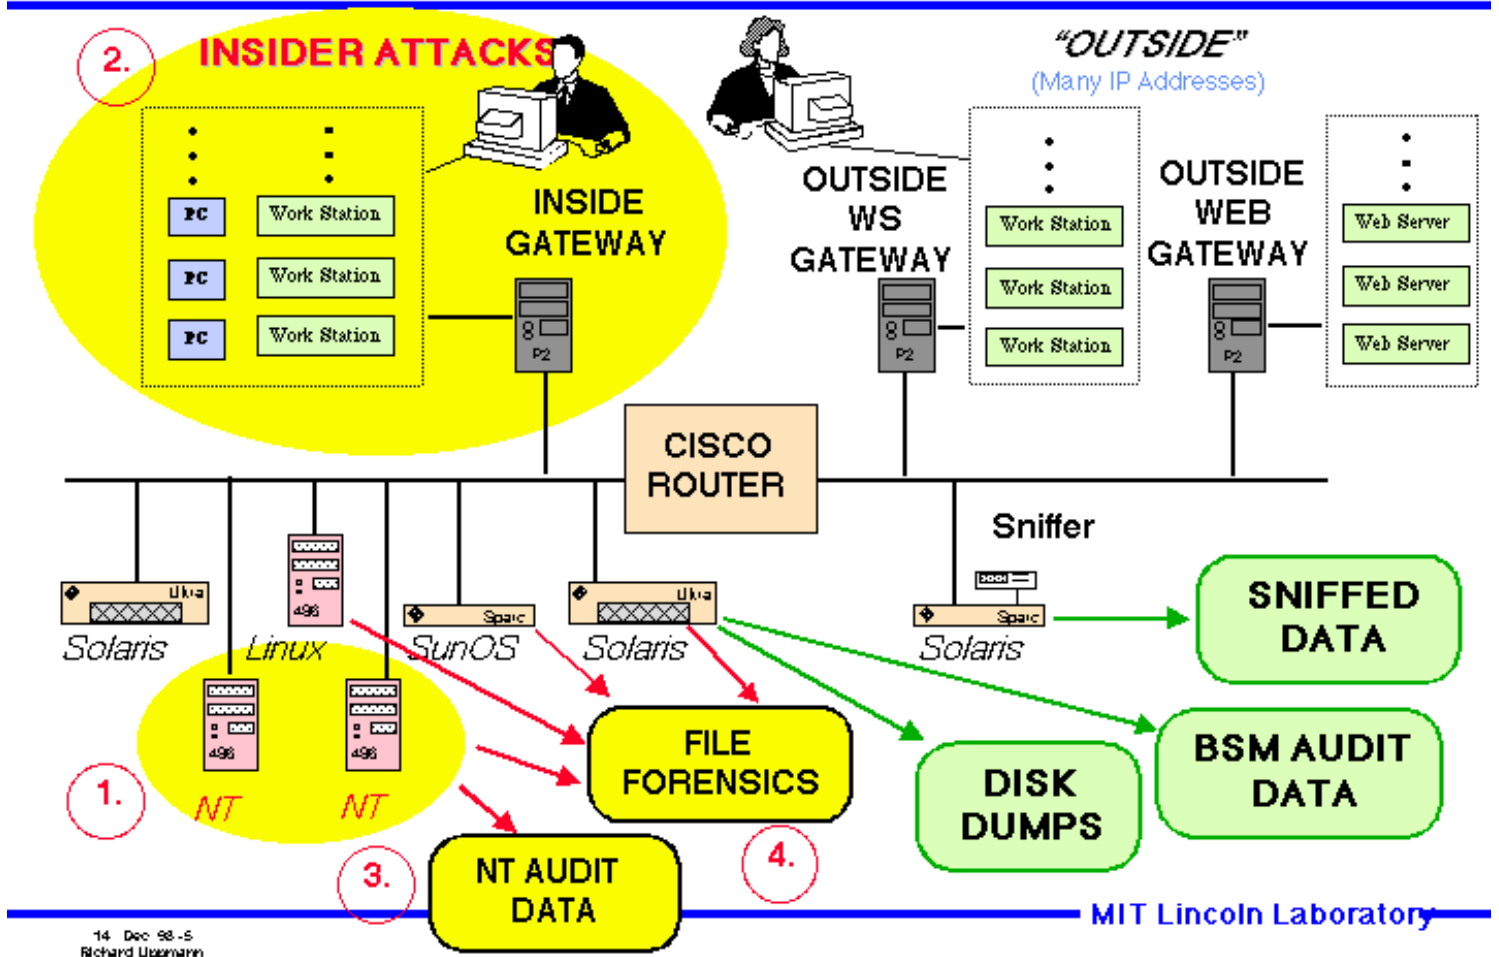 2.
INSIDER ATTACKS
"OUTSIDE"
(Many IP Addresses)
INSIDE
GATEWAY
OUTSIDE
WS
GATEWAY
OUTSIDE
WEB
GATEWAY
PC
Work Station
PC
Work Station
PC
Work Station
P2
Work Station
Work Station
Work Station
P2
Web Server
Web Server
Web Server
P2
CISCO
ROUTER
Sniffer
Ultra
Solaris
486
Linux
Sparc
SunOS
Ultra
Solaris
Sparc
Solaris
SNIFFED
DATA
1.
486
NT
486
NT
FILE
FORENSICS
DISK
DUMPS
BSM AUDIT
DATA
3.
NT AUDIT
DATA
4.
MIT Lincoln Laboratory
14 Dec 98-S
Richard Lippmann